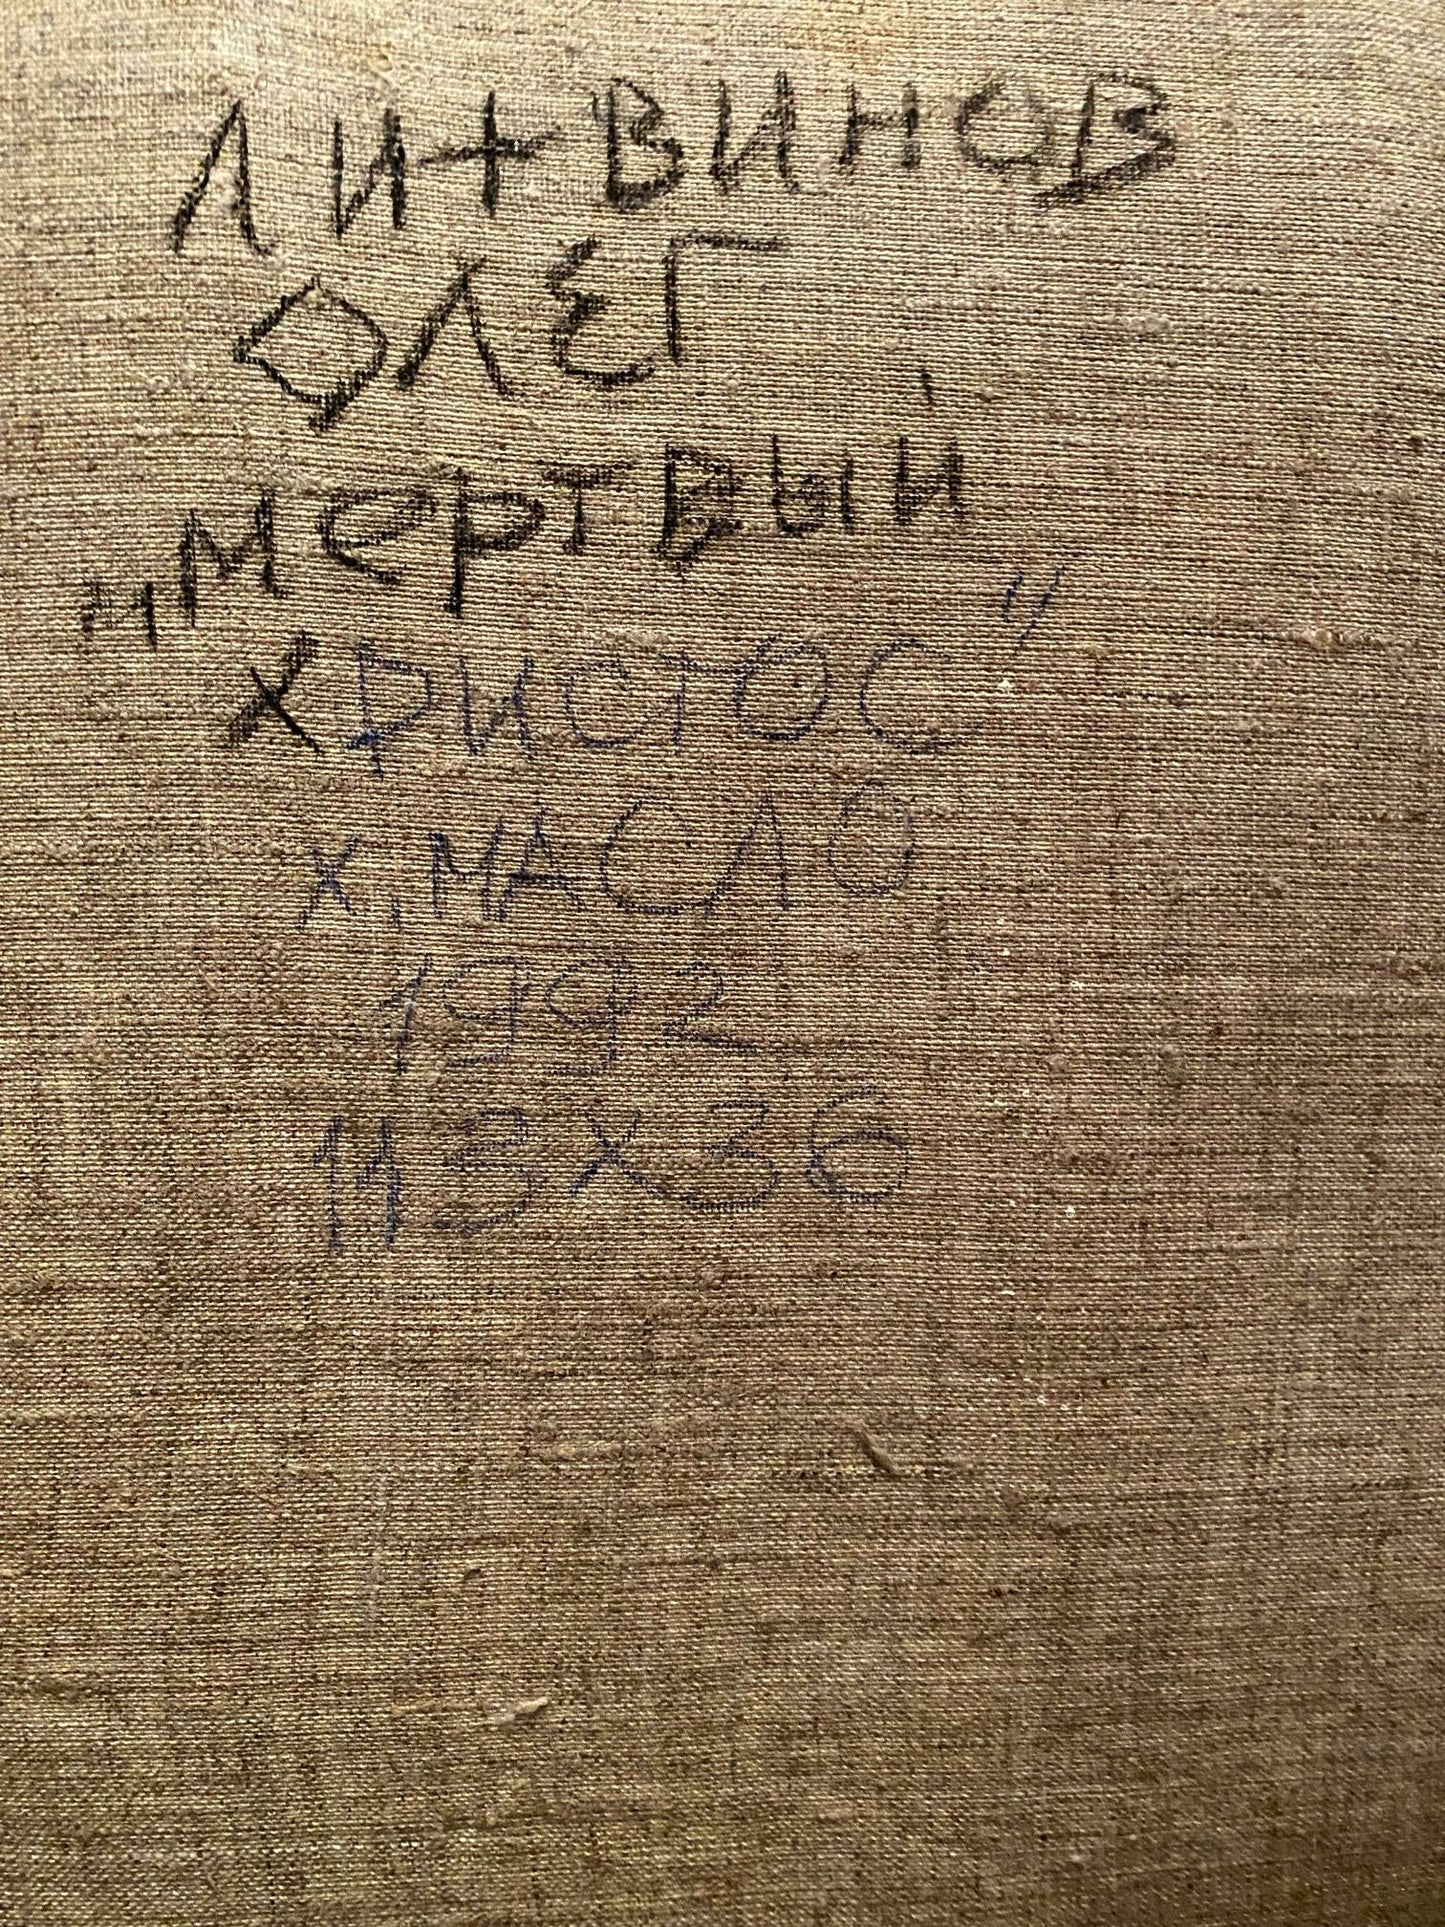 ЛИТВИНОВ
ОЛЕГ
„МЕРТВЫЙ
ХРИСТОС"
Х, МАСЛО
1992
113Х36